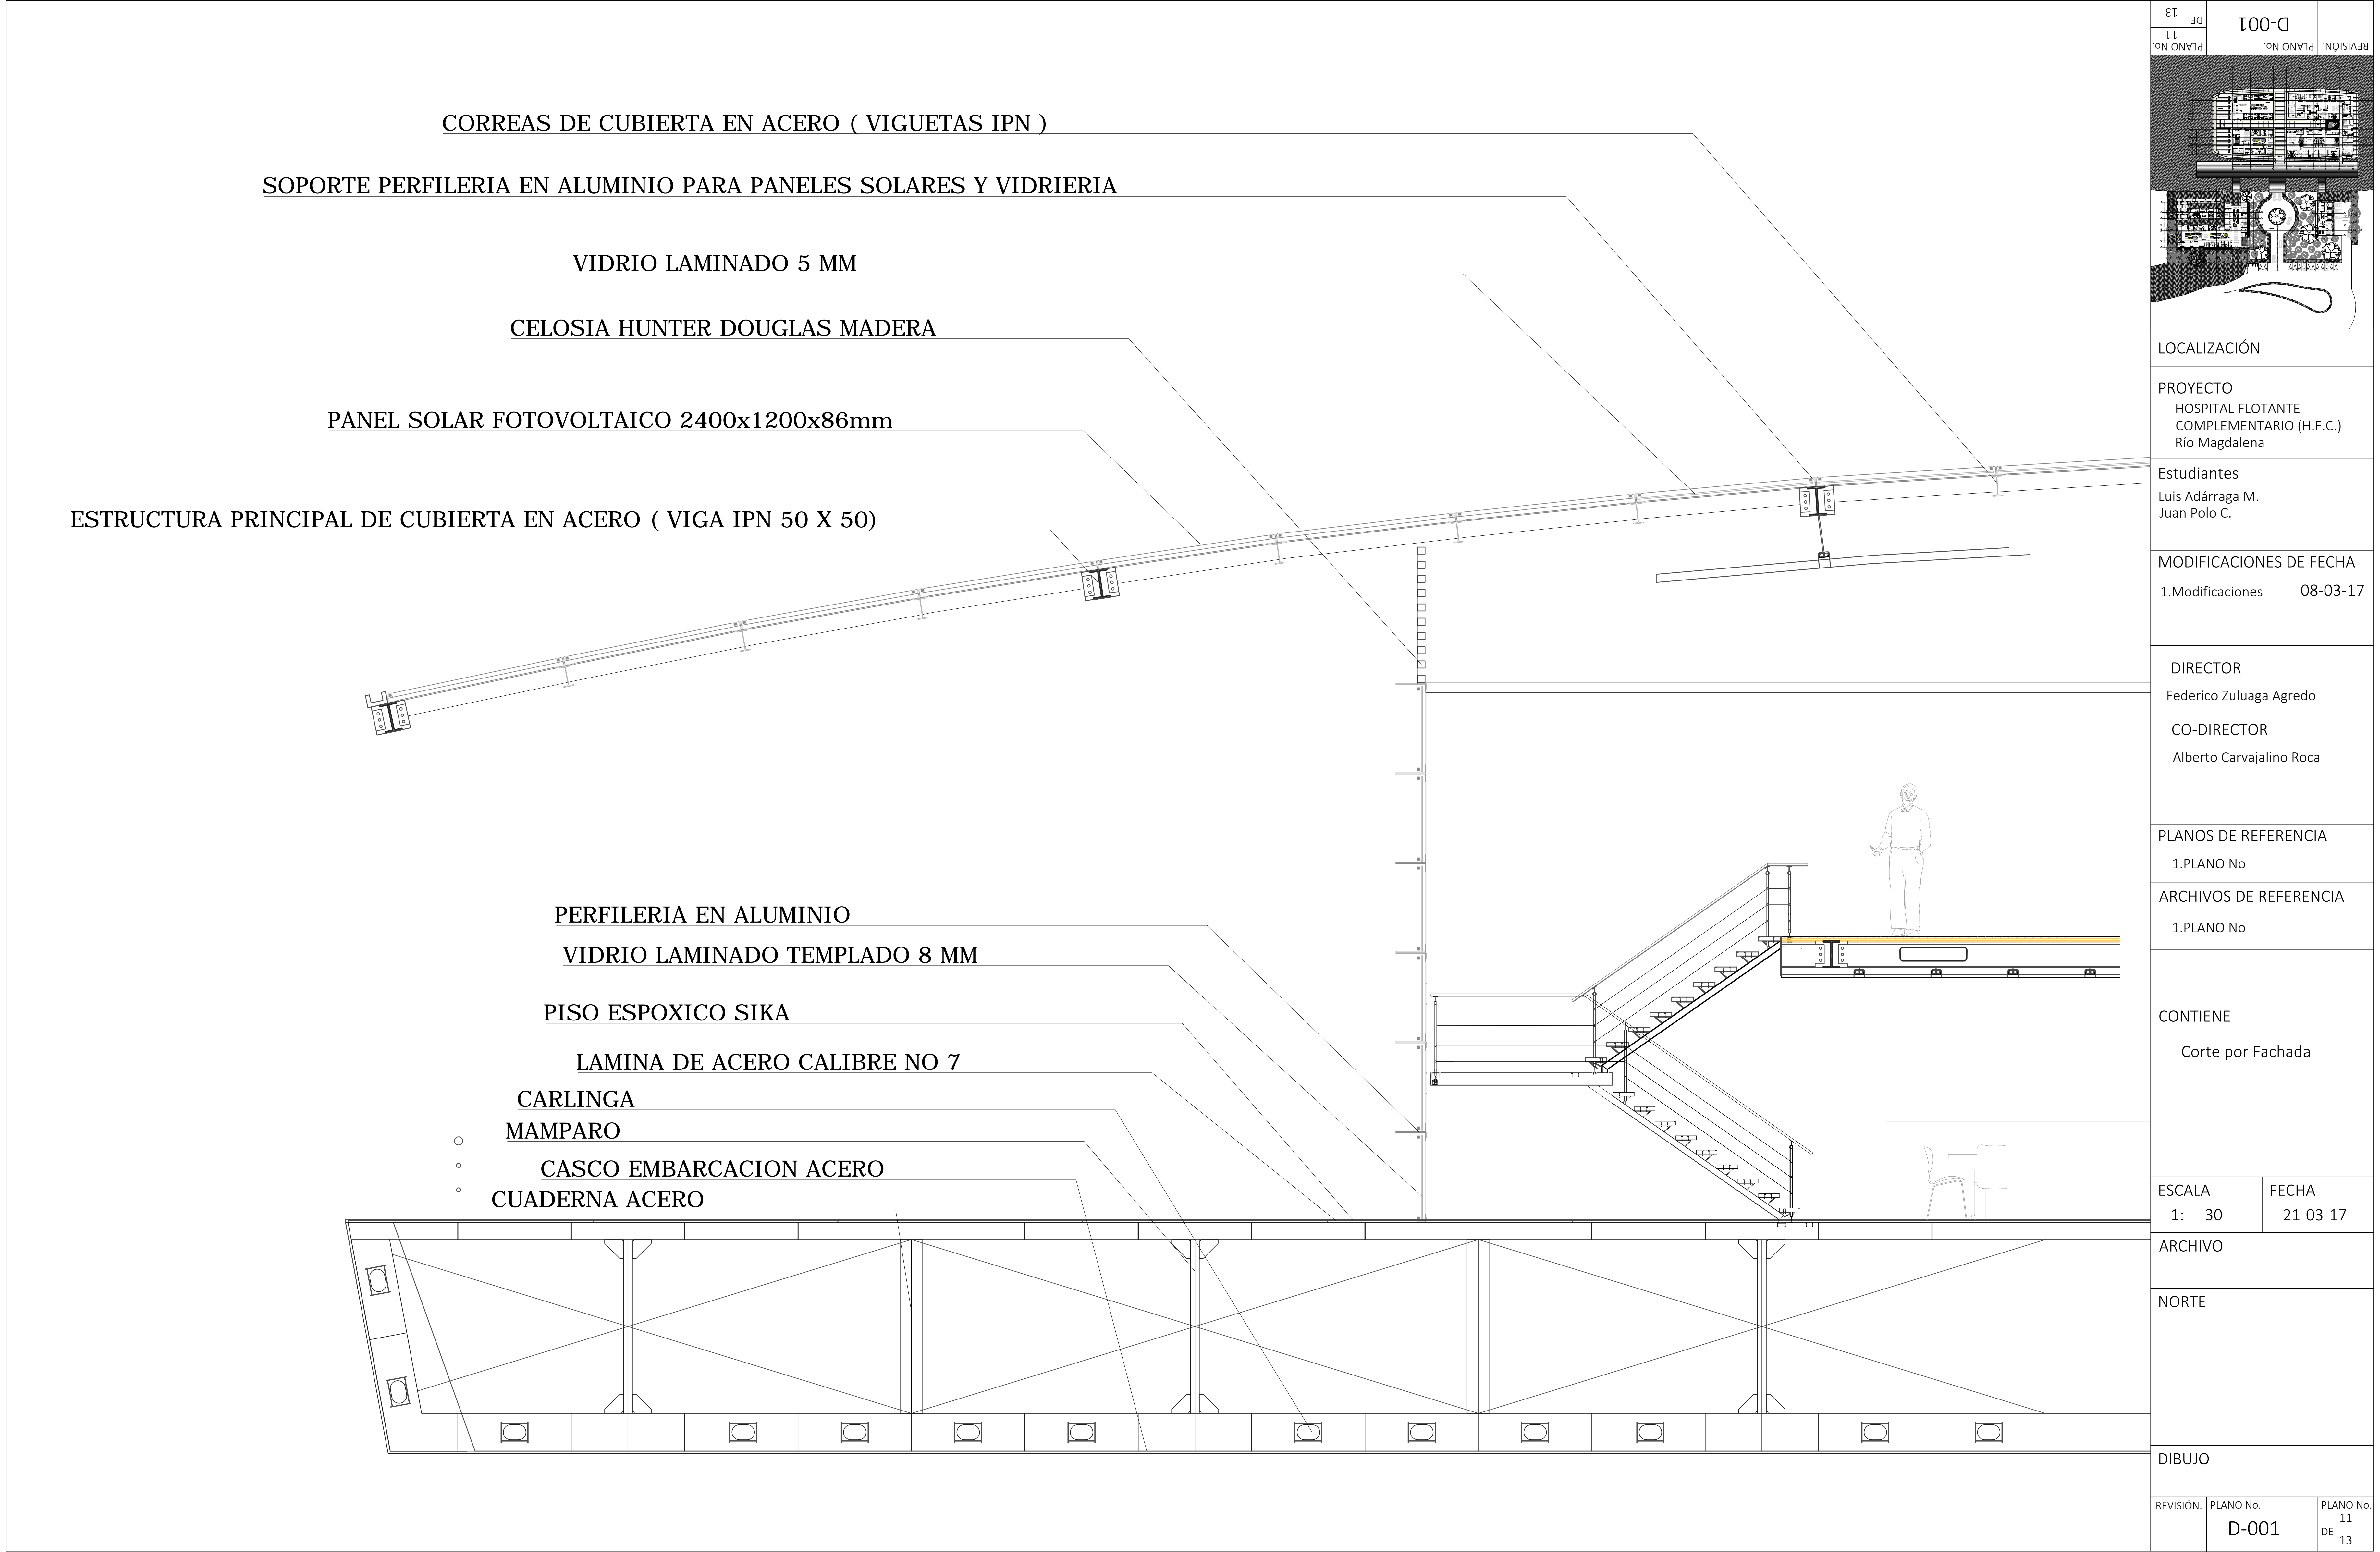 CORREAS DE CUBIERTA EN ACERO ( VIGUETAS IPN )
SOPORTE PERFILERIA EN ALUMINIO PARA PANELES SOLARES Y VIDRIERIA
VIDRIO LAMINADO 5 MM
CELOSIA HUNTER DOUGLAS MADERA
PANEL SOLAR FOTOVOLTAICO 2400x1200x86mm
ESTRUCTURA PRINCIPAL DE CUBIERTA EN ACERO ( VIGA IPN 50 X 50)
PERFILERIA EN ALUMINIO
VIDRIO LAMINADO TEMPLADO 8 MM
PISO ESPOXICO SIKA
LAMINA DE ACERO CALIBRE NO 7
CARLINGA
MAMPARO
CASCO EMBARCACION ACERO
CUADERNA ACERO
REVISIÓN.
PLANO No.
D-001
PLANO No.
11
DE
13
LOCALIZACIÓN
PROYECTO
HOSPITAL FLOTANTE
COMPLEMENTARIO (H.F.C.)
Río Magdalena
Estudiantes
Luis Adárraga M.
Juan Polo C.
MODIFICACIONES DE FECHA
1.Modificaciones 08-03-17
DIRECTOR
Federico Zuluaga Agredo
CO-DIRECTOR
Alberto Carvajalino Roca
PLANOS DE REFERENCIA
1.PLANO No
ARCHIVOS DE REFERENCIA
1.PLANO No
CONTIENE
Corte por Fachada
ESCALA
1: 30
FECHA
21-03-17
ARCHIVO
NORTE
DIBUJO
REVISIÓN.
PLANO No.
D-001
PLANO No.
11
DE
13